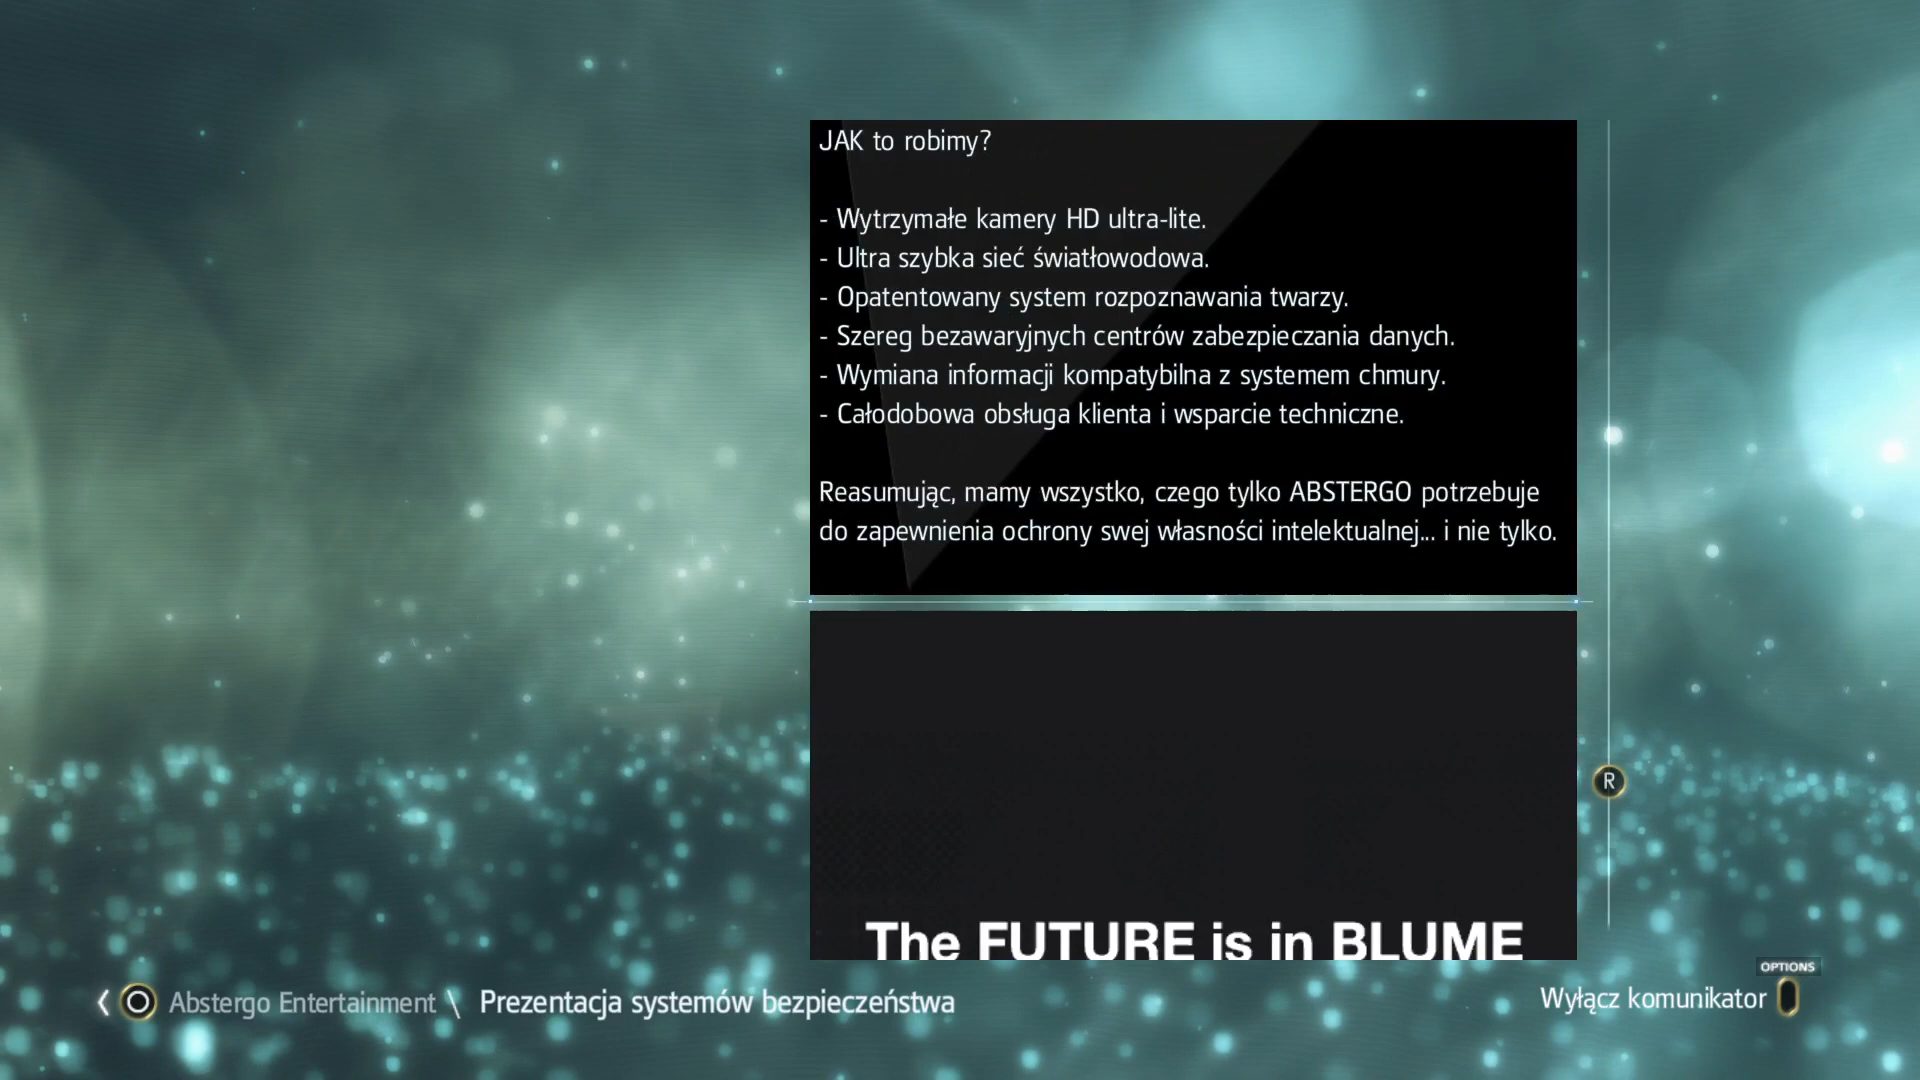 JAK to robimy?
- Wytrzymałe kamery HD ultra-lite.
- Ultra szybka sieć światłowodowa.
- Opatentowany system rozpoznawania twarzy.
- Szereg bezawaryjnych centrów zabezpieczania danych.
- Wymiana informacji kompatybilna z systemem chmury.
- Całodobowa obsługa klienta i wsparcie techniczne.
Reasumując, mamy wszystko, czego tylko ABSTERGO potrzebuje
do zapewnienia ochrony swej własności intelektualnej... i nie tylko.
The FUTURE is in BLUME
R
OPTIONS
Abstergo Entertainment \ Prezentacja systemów bezpieczeństwa
Wyłącz komunikator